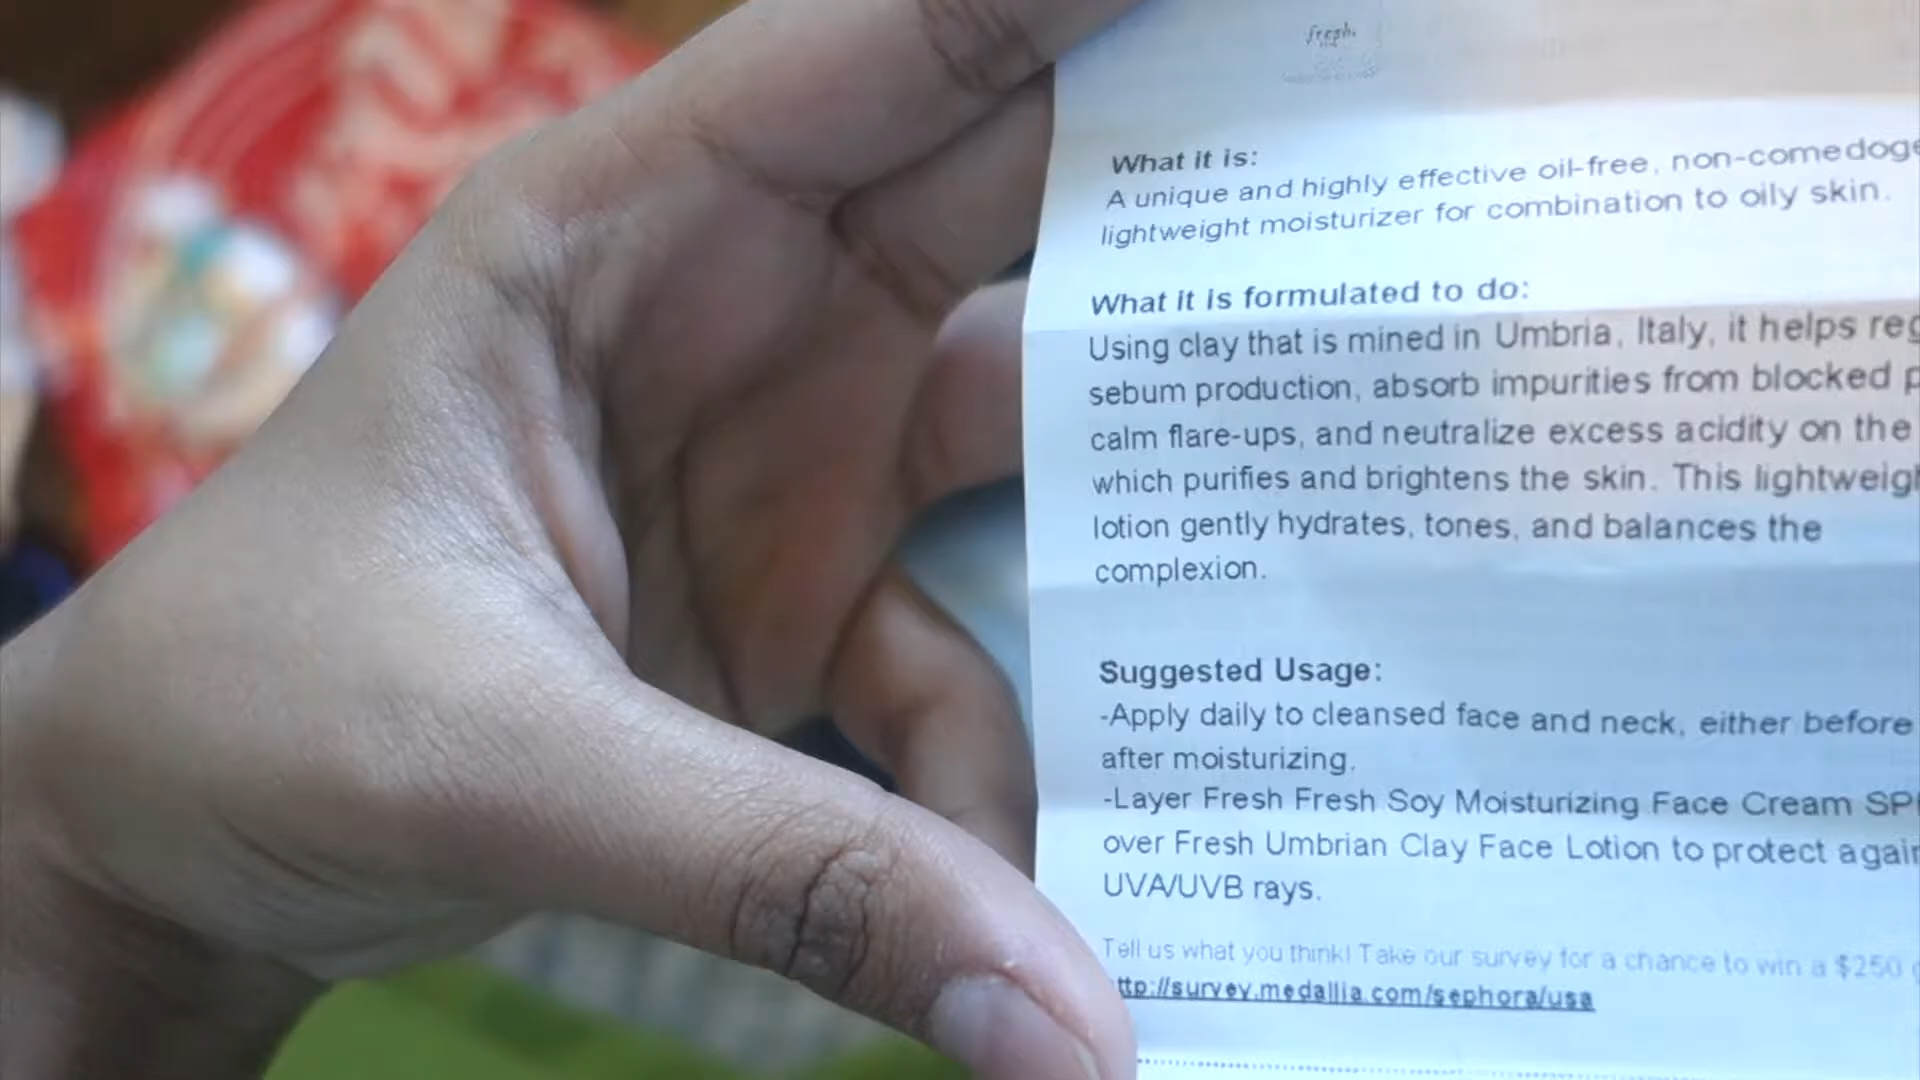 fresh.
What it is:
A unique and highly effective oil-free, non-comedoge
lightweight moisturizer for combination to oily skin.
What it is formulated to do:
Using clay that is mined in Umbria, Italy, it helps reg
sebum production, absorb impurities from blocked p
calm flare-ups, and neutralize excess acidity on the
which purifies and brightens the skin. This lightweigh
lotion gently hydrates, tones, and balances the
complexion.
Suggested Usage:
-Apply daily to cleansed face and neck, either before
after moisturizing.
-Layer Fresh Fresh Soy Moisturizing Face Cream SPF
over Fresh Umbrian Clay Face Lotion to protect again
UVA/UVB rays.
Tell us what you think! Take our survey for a chance to win a $250
ttp://survey.medallia.com/sephora/usa